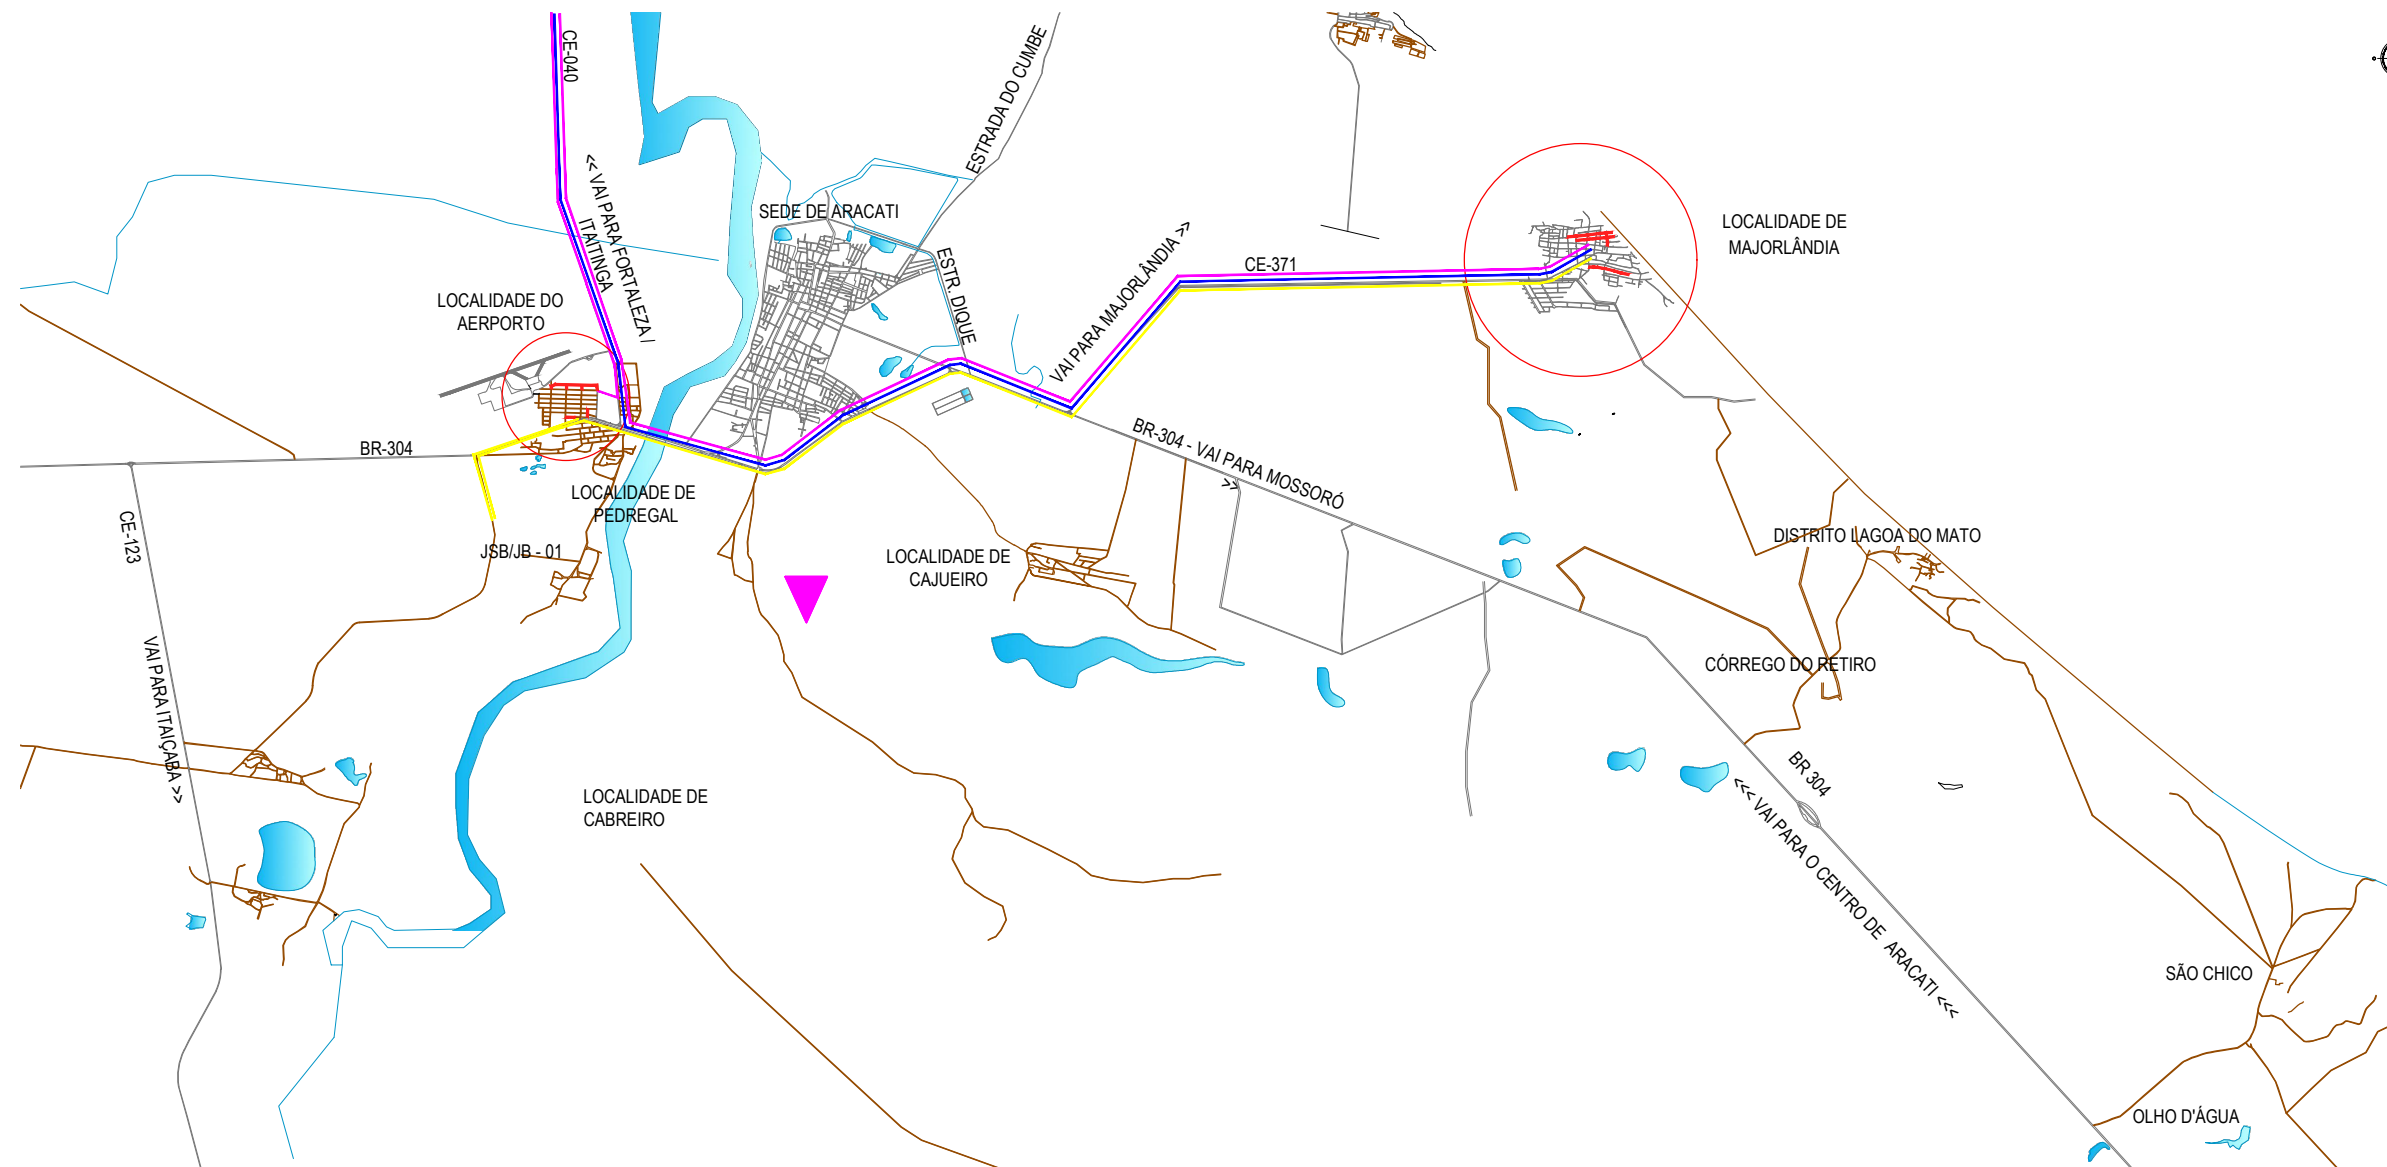 CE-040
ESTRADA DO CUMBE
<< VAI PARA FORTALEZA /
ITAITINGA
SEDE DE ARACATI
LOCALIDADE DE
MAJORLÂNDIA
VAI PARA MAJORLÂNDIA >>
CE-371
ESTR. DIQUE
LOCALIDADE DO
AERPORTO
BR-304
BR-304 - VAI PARA MOSSORÓ
>>
LOCALIDADE DE
PEDREGAL
CE-123
JSB/JB - 01
LOCALIDADE DE
CAJUEIRO
DISTRITO LAGOA DO MATO
VAI PARA ITAIÇABA >>
CÓRREGO DO RETIRO
BR 304
LOCALIDADE DE
CABREIRO
<<< VAI PARA O CENTRO DE ARACATI <<<
SÃO CHICO
OLHO D'ÁGUA